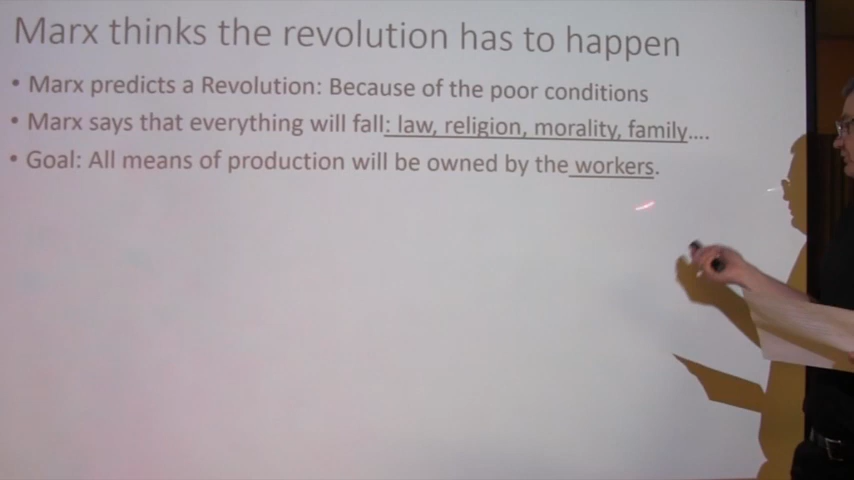 Marx thinks the revolution has to happen
• Marx predicts a Revolution: Because of the poor conditions
• Marx says that everything will fall: law, religion, morality, family....
• Goal: All means of production will be owned by the workers.